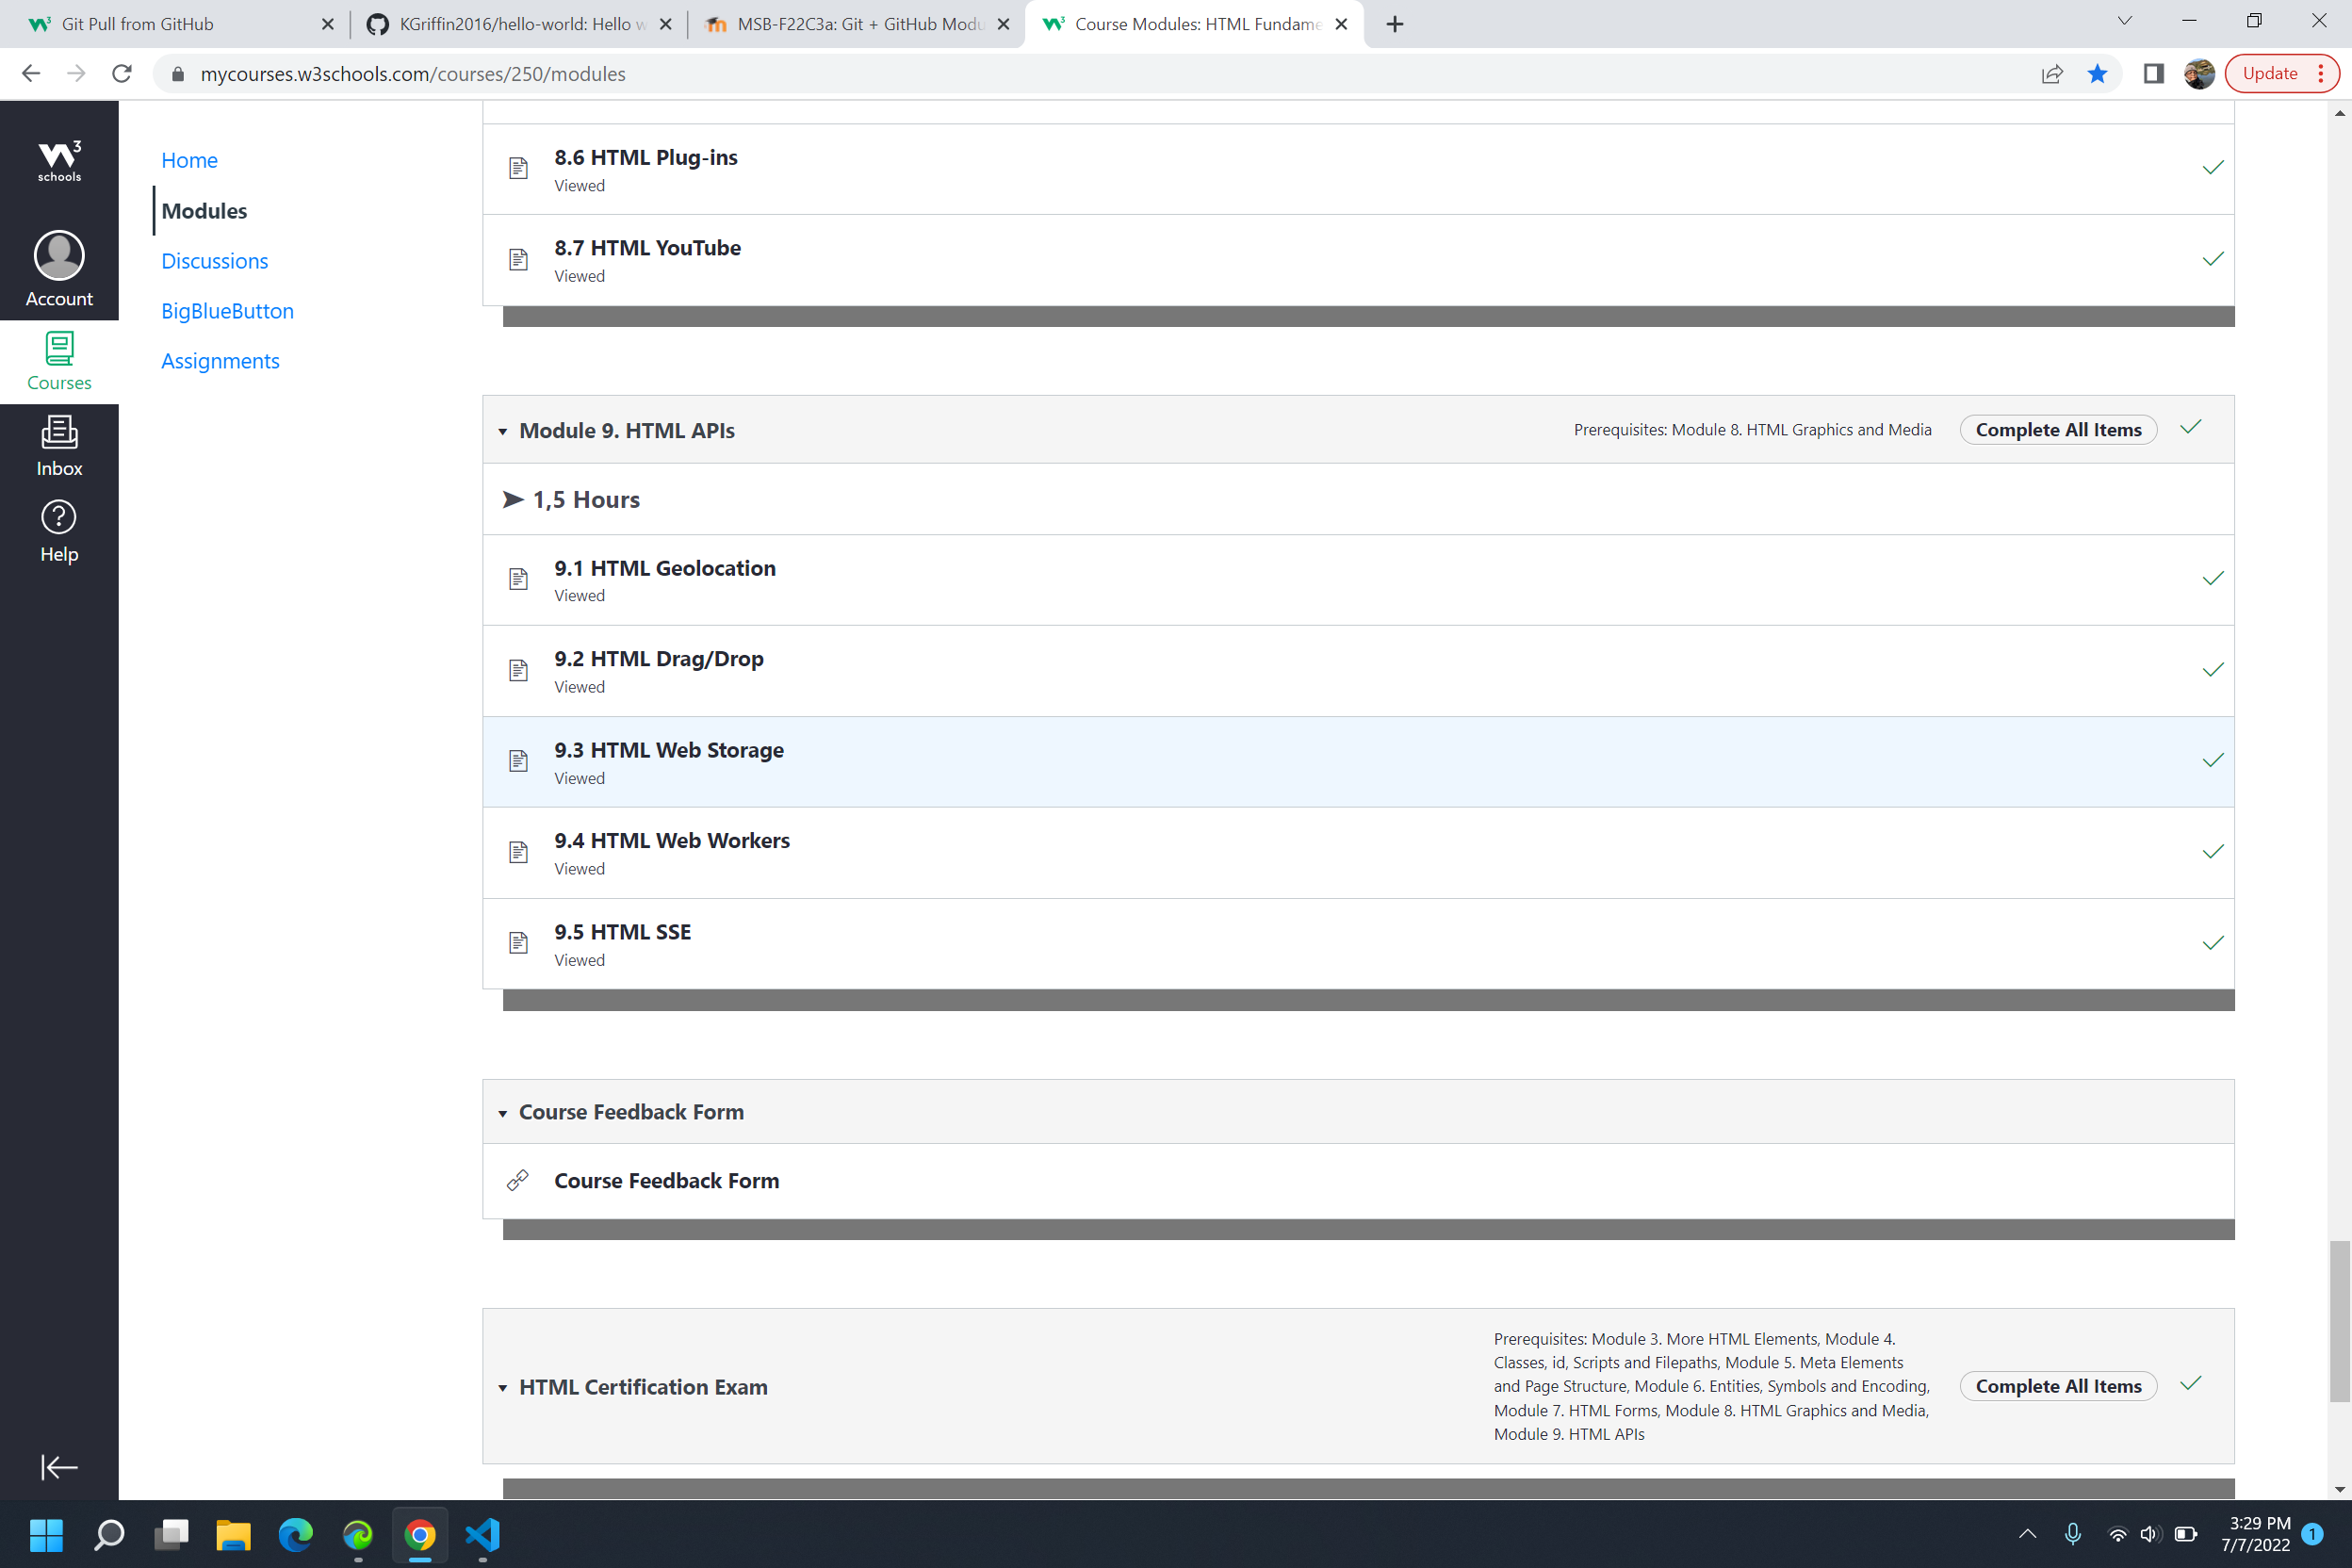 Git Pull from GitHub
KGriffin2016/hello-world: Hello w
MSB-F22C3a: Git + GitHub Modu
Course Modules: HTML Fundame
mycourses.w3schools.com/courses/250/modules
Update
W3
schools
Account
Courses
Inbox
Help
Home
Modules
Discussions
BigBlueButton
Assignments
8.6 HTML Plug-ins
Viewed
8.7 HTML YouTube
Viewed
Module 9. HTML APIs
Prerequisites: Module 8. HTML Graphics and Media
Complete All Items
➤ 1,5 Hours
9.1 HTML Geolocation
Viewed
9.2 HTML Drag/Drop
Viewed
9.3 HTML Web Storage
Viewed
9.4 HTML Web Workers
Viewed
9.5 HTML SSE
Viewed
Course Feedback Form
Course Feedback Form
HTML Certification Exam
Prerequisites: Module 3. More HTML Elements, Module 4.
Classes, id, Scripts and Filepaths, Module 5. Meta Elements
and Page Structure, Module 6. Entities, Symbols and Encoding,
Module 7. HTML Forms, Module 8. HTML Graphics and Media,
Module 9. HTML APIs
Complete All Items
3:29 PM
7/7/2022
1